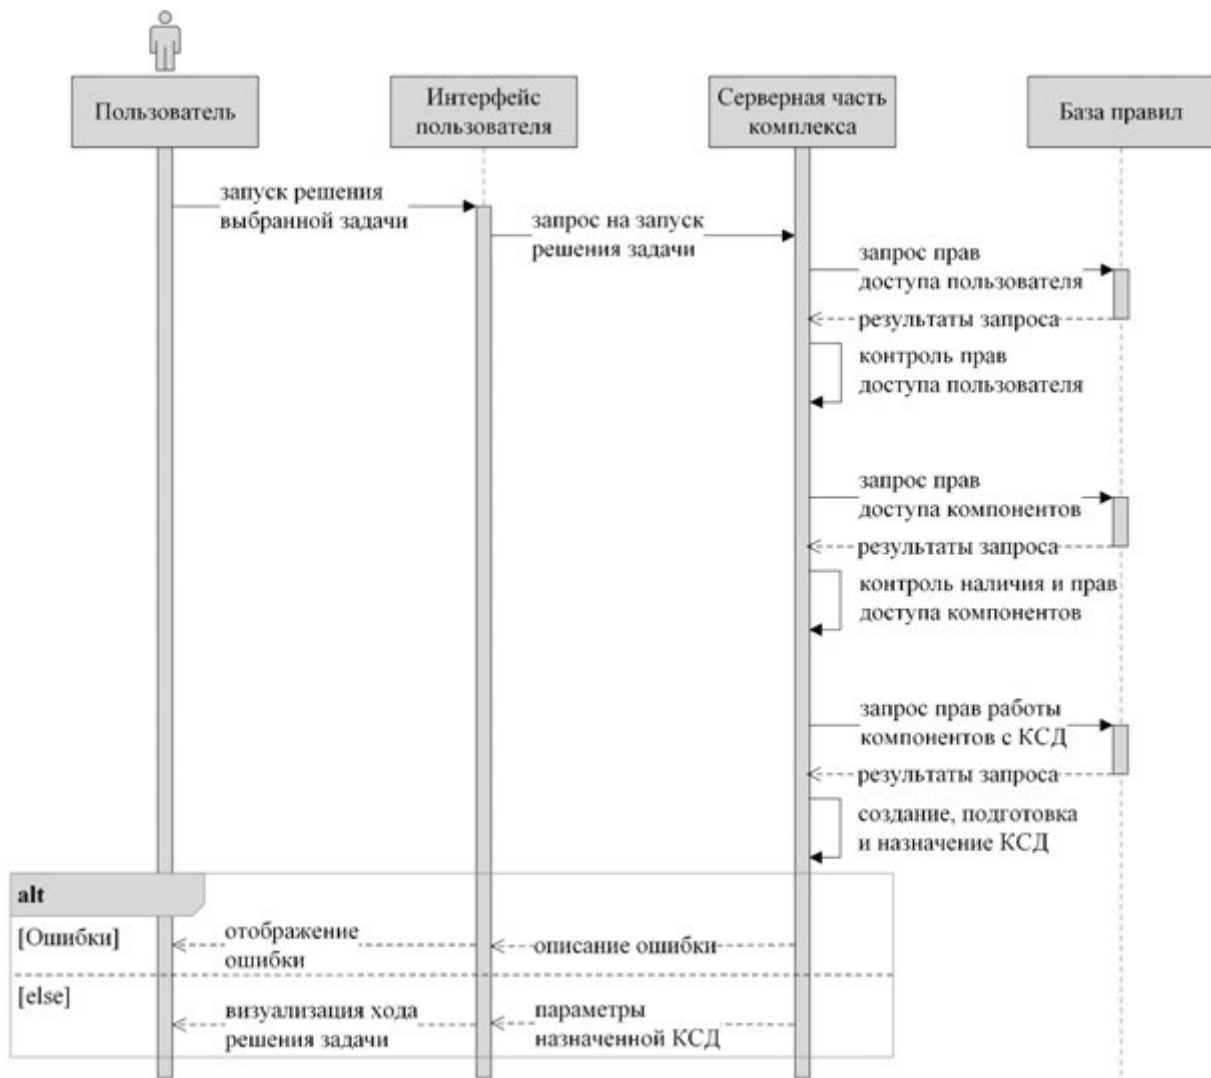 Пользователь
Интерфейс
пользователя
Серверная часть
комплекса
База правил
запуск решения
выбранной задачи
запрос на запуск
решения задачи
запрос прав
доступа пользователя
результаты запроса
контроль прав
доступа пользователя
запрос прав
доступа компонентов
результаты запроса
контроль наличия и прав
доступа компонентов
запрос прав работы
компонентов с КСД
результаты запроса
создание, подготовка
и назначение КСД
alt
[Ошибки]
отображение
ошибки
описание ошибки
[else]
визуализация хода
решения задачи
параметры
назначенной КСД